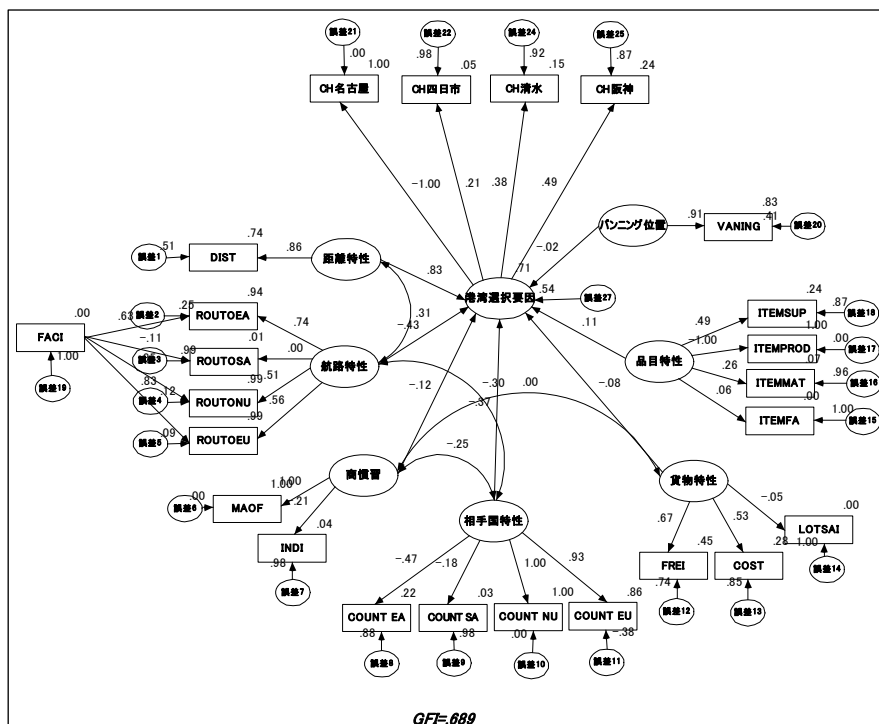 誤差21 誤差22 誤差24 誤差25
.00 .98 .92 .87
1.00 .05 .15 .24
CH名古屋 CH四日市 CH清水 CH阪神
-1.00 .21 .38 .49
バンニング位置 .91 .83
.41
VANING 誤差20
-.02
.74
.51
誤差1 DIST .86 距離特性 .83
.71
港湾選択要因 .54
誤差27
.94
.00 .63 .25
誤差2 ROUTOEA .74
.31
-.43
.11
FACI -.11 .01
誤差3 .99 ROUTOSA .00 航路特性
1.00
誤差19
.83 .12 .99 .51
誤差4 ROUTONU .56
.99
.09
誤差5 ROUTOEU
.24
.49 ITEMSUP .87 誤差18
-1.00 1.00
ITEMPROD .00 誤差17
品目特性 .26 .07
ITEMMAT .96 誤差16
.06 .00
ITEMFA 1.00 誤差15
-.12 -.30 .00 -.08
-.37
-.25
1.00
1.00
.00
誤差6 MAOF .21 商慣習
.04
INDI
.98
誤差7
相手国特性
貨物特性 -.05 .00
.67 .53 LOTSAI
.45 .28 1.00
FREI COST 誤差14
.74 .85
誤差12 誤差13
-.47 -.18 1.00 .93
.22 .03 1.00 .86
COUNT EA COUNT SA COUNT NU COUNT EU
.88 .98 .00 -.38
誤差8 誤差9 誤差10 誤差11
GFI=.689